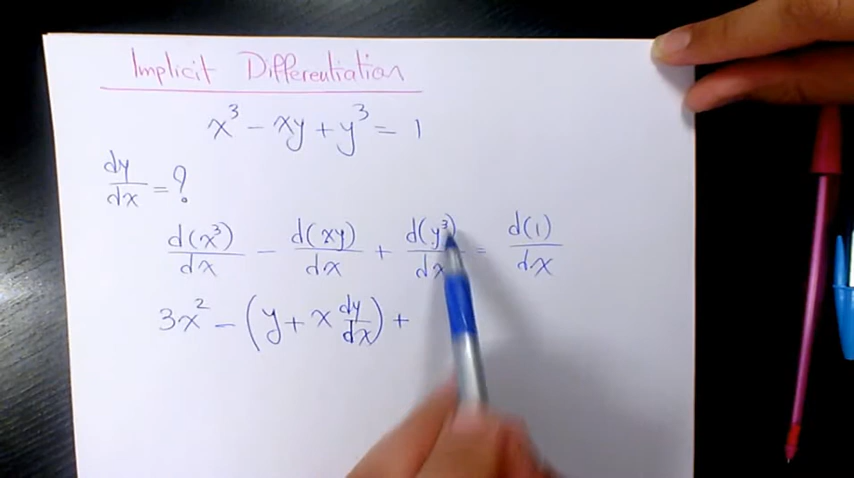 Implicit Differentiation
x³ - xy + y³ = 1
dy/dx = ?
d(x³)/dx - d(xy)/dx + d(y³)/dx = d(1)/dx
3x² - (y + x dy/dx) +